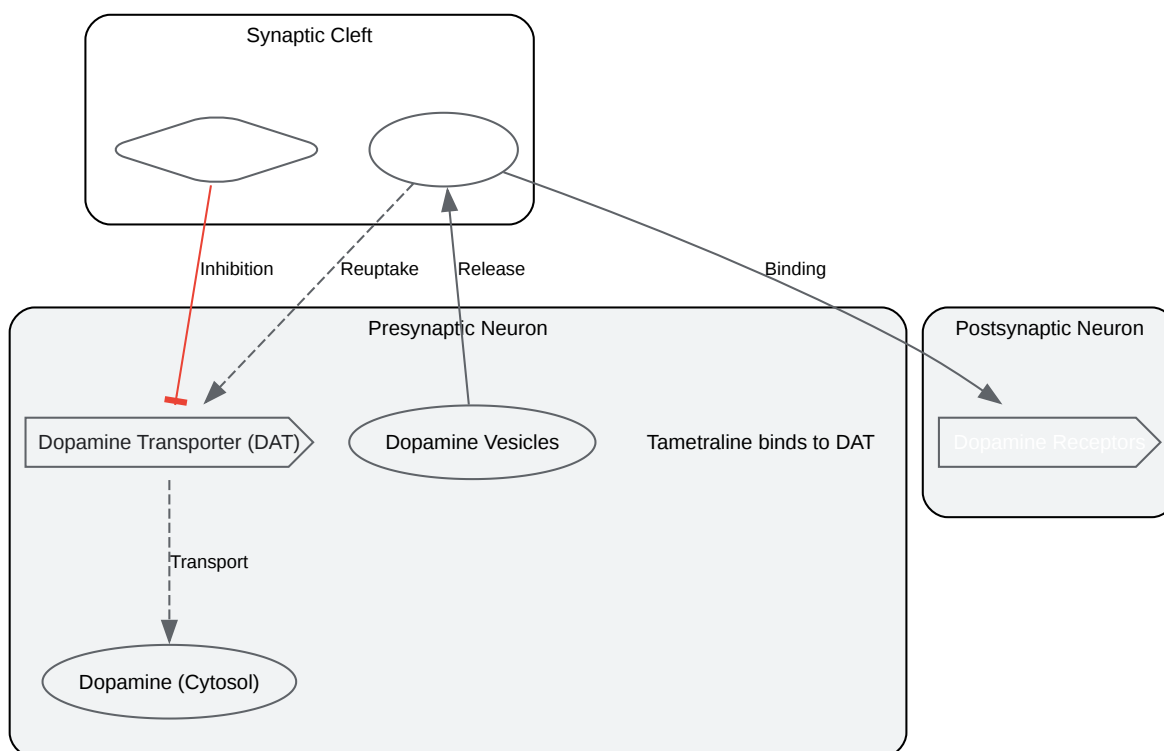 Synaptic Cleft
Inhibition
Reuptake
Release
Binding
Presynaptic Neuron
Postsynaptic Neuron
Dopamine Transporter (DAT)
Dopamine Vesicles
Tametraline binds to DAT
Dopamine Receptors
Transport
Dopamine (Cytosol)